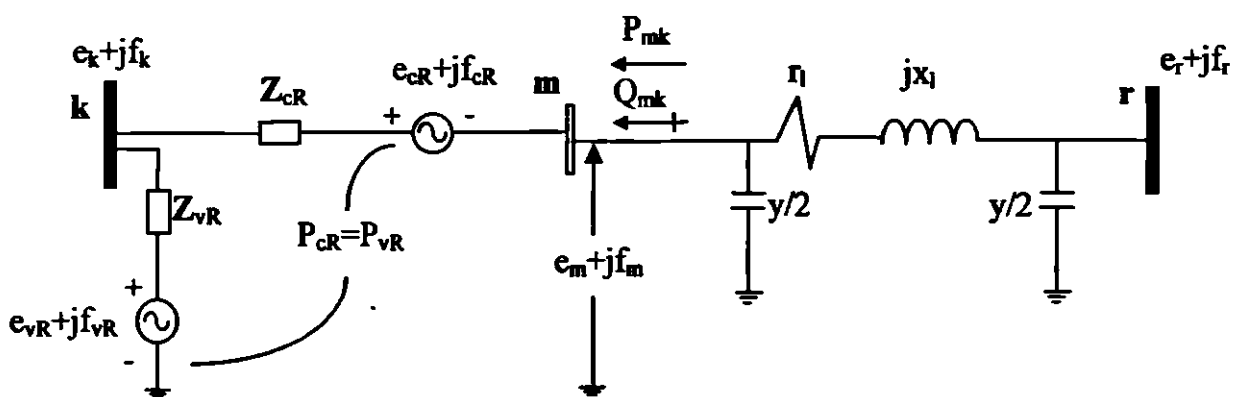 P_mk
e_k+jf_k
e_cR+jf_cR
m
r_l
jx_l
e_r+jf_r
k
Z_cR
Q_mk
r
+
-
Z_vR
y/2
y/2
P_cR=P_vR
e_m+jf_m
+
e_vR+jf_vR
-